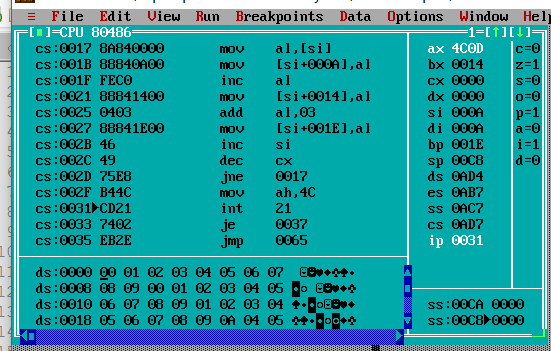 ≡ File Edit View Run Breakpoints Data Options Window Help
[■]=CPU 80486 1=[↑][↓]
cs:0017 8A840000 mov al,[si] ax 4C0D c=0
cs:001B 88840A00 mov [si+000A],al bx 0014 z=1
cs:001F FEC0 inc al cx 0000 s=0
cs:0021 88841400 mov [si+0014],al dx 0000 o=0
cs:0025 0403 add al,03 si 000A p=1
cs:0027 88841E00 mov [si+001E],al di 000A a=0
cs:002B 46 inc si bp 001E i=1
cs:002C 49 dec cx sp 00C8 d=0
cs:002D 75E8 jne 0017 ds 0AD4
cs:002F B44C mov ah,4C es 0AB7
cs:0031►CD21 int 21 ss 0AC7
cs:0033 7402 je 0037 cs 0AD7
cs:0035 EB2E jmp 0065 ip 0031
ds:0000 00 01 02 03 04 05 06 07 ☺☻♥♦♣♠•
ds:0008 08 09 00 01 02 03 04 05 ◘○ ☺☻♥♦♣
ds:0010 06 07 08 09 01 02 03 04 ♠•◘○☺☻♥♦ ss:00CA 0000
ds:0018 05 06 07 08 09 0A 04 05 ♣♠•◘○◙♦♣ ss:00C8►0000